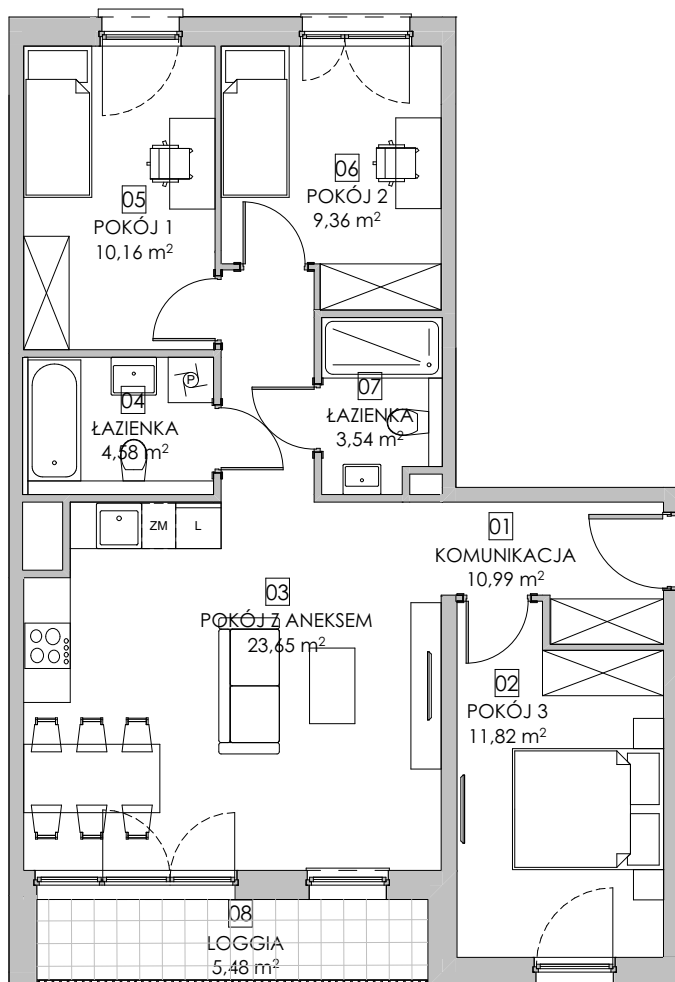 05
POKÓJ 1
10,16 m²
06
POKÓJ 2
9,36 m²
04
ŁAZIENKA
4,58 m²
P
07
ŁAZIENKA
3,54 m²
ZM
L
01
KOMUNIKACJA
10,99 m²
03
POKÓJ Z ANEKSEM
23,65 m²
02
POKÓJ 3
11,82 m²
08
LOGGIA
5,48 m²